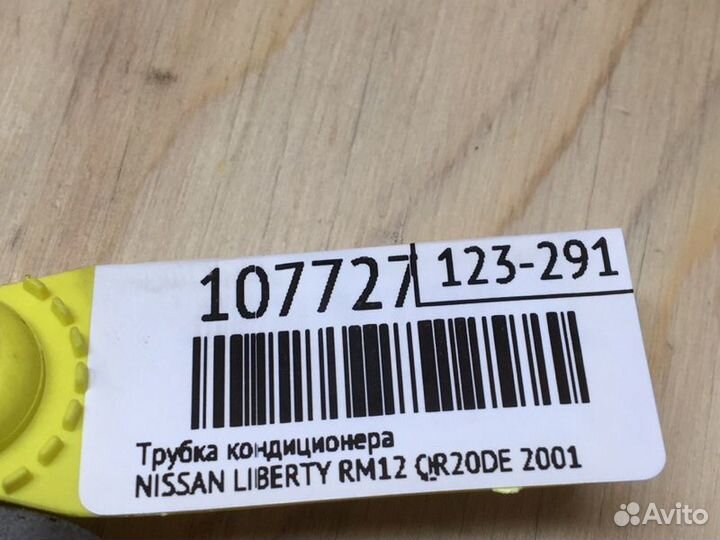 107727 123-291
Трубка кондиционера
NISSAN LIBERTY RM12 QR20DE 2001
Avito